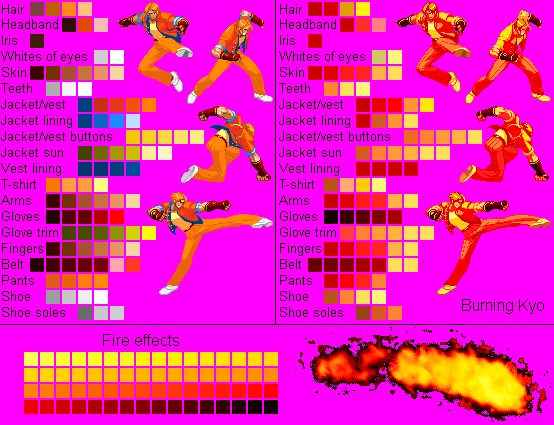 Hair
Headband
Iris
Whites of eyes
Skin
Teeth
Jacket/vest
Jacket lining
Jacket/vest buttons
Jacket sun
Vest lining
T-shirt
Arms
Gloves
Glove trim
Fingers
Belt
Pants
Shoe
Shoe soles
Hair
Headband
Iris
Whites of eyes
Skin
Teeth
Jacket/vest
Jacket lining
Jacket/vest buttons
Jacket sun
Vest lining
T-shirt
Arms
Gloves
Glove trim
Fingers
Belt
Pants
Shoe
Shoe soles
Burning Kyo
Fire effects